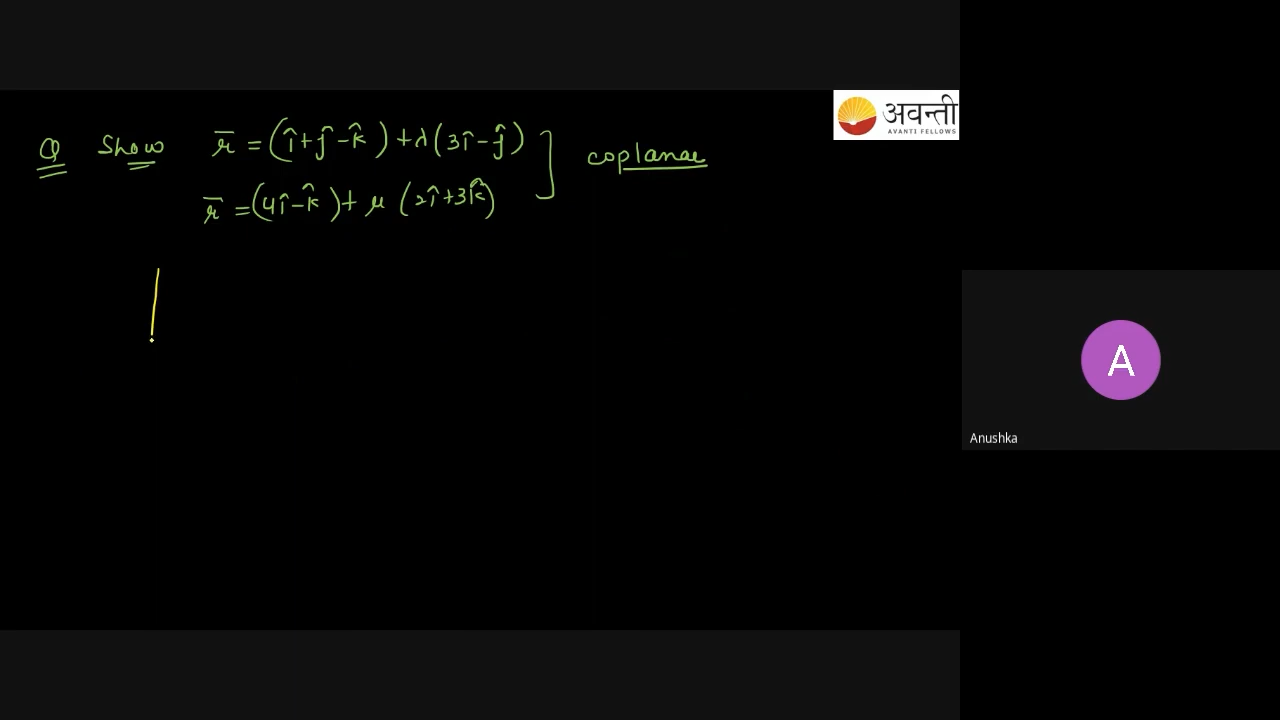 Q Show r̄ = (î+ĵ-k̂) + λ(3î-ĵ) ] coplanar
r̄ = (4î-k̂) + μ (2î+3k̂)
अवन्ती
AVANTI FELLOWS
A
Anushka